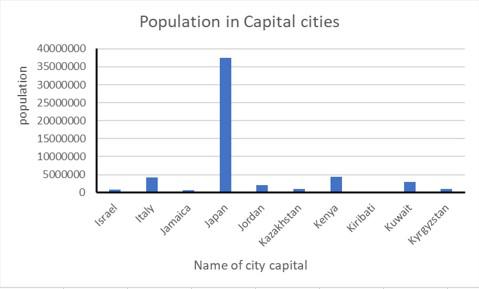 Population in Capital cities
population
40000000
35000000
30000000
25000000
20000000
15000000
10000000
5000000
0
Israel
Italy
Jamaica
Japan
Jordan
Kazakhstan
Kenya
Kiribati
Kuwait
Kyrgyzstan
Name of city capital